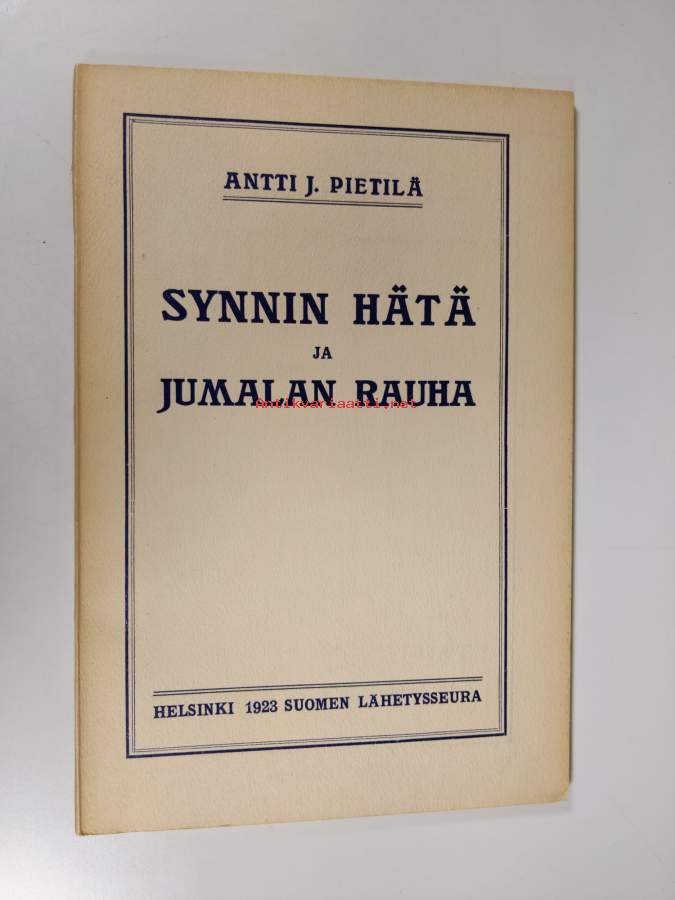 ANTTI J. PIETILÄ
SYNNIN HÄTÄ
JA
JUMALAN RAUHA
Antikvariaatti.net
HELSINKI 1923 SUOMEN LÄHETYSSEURA